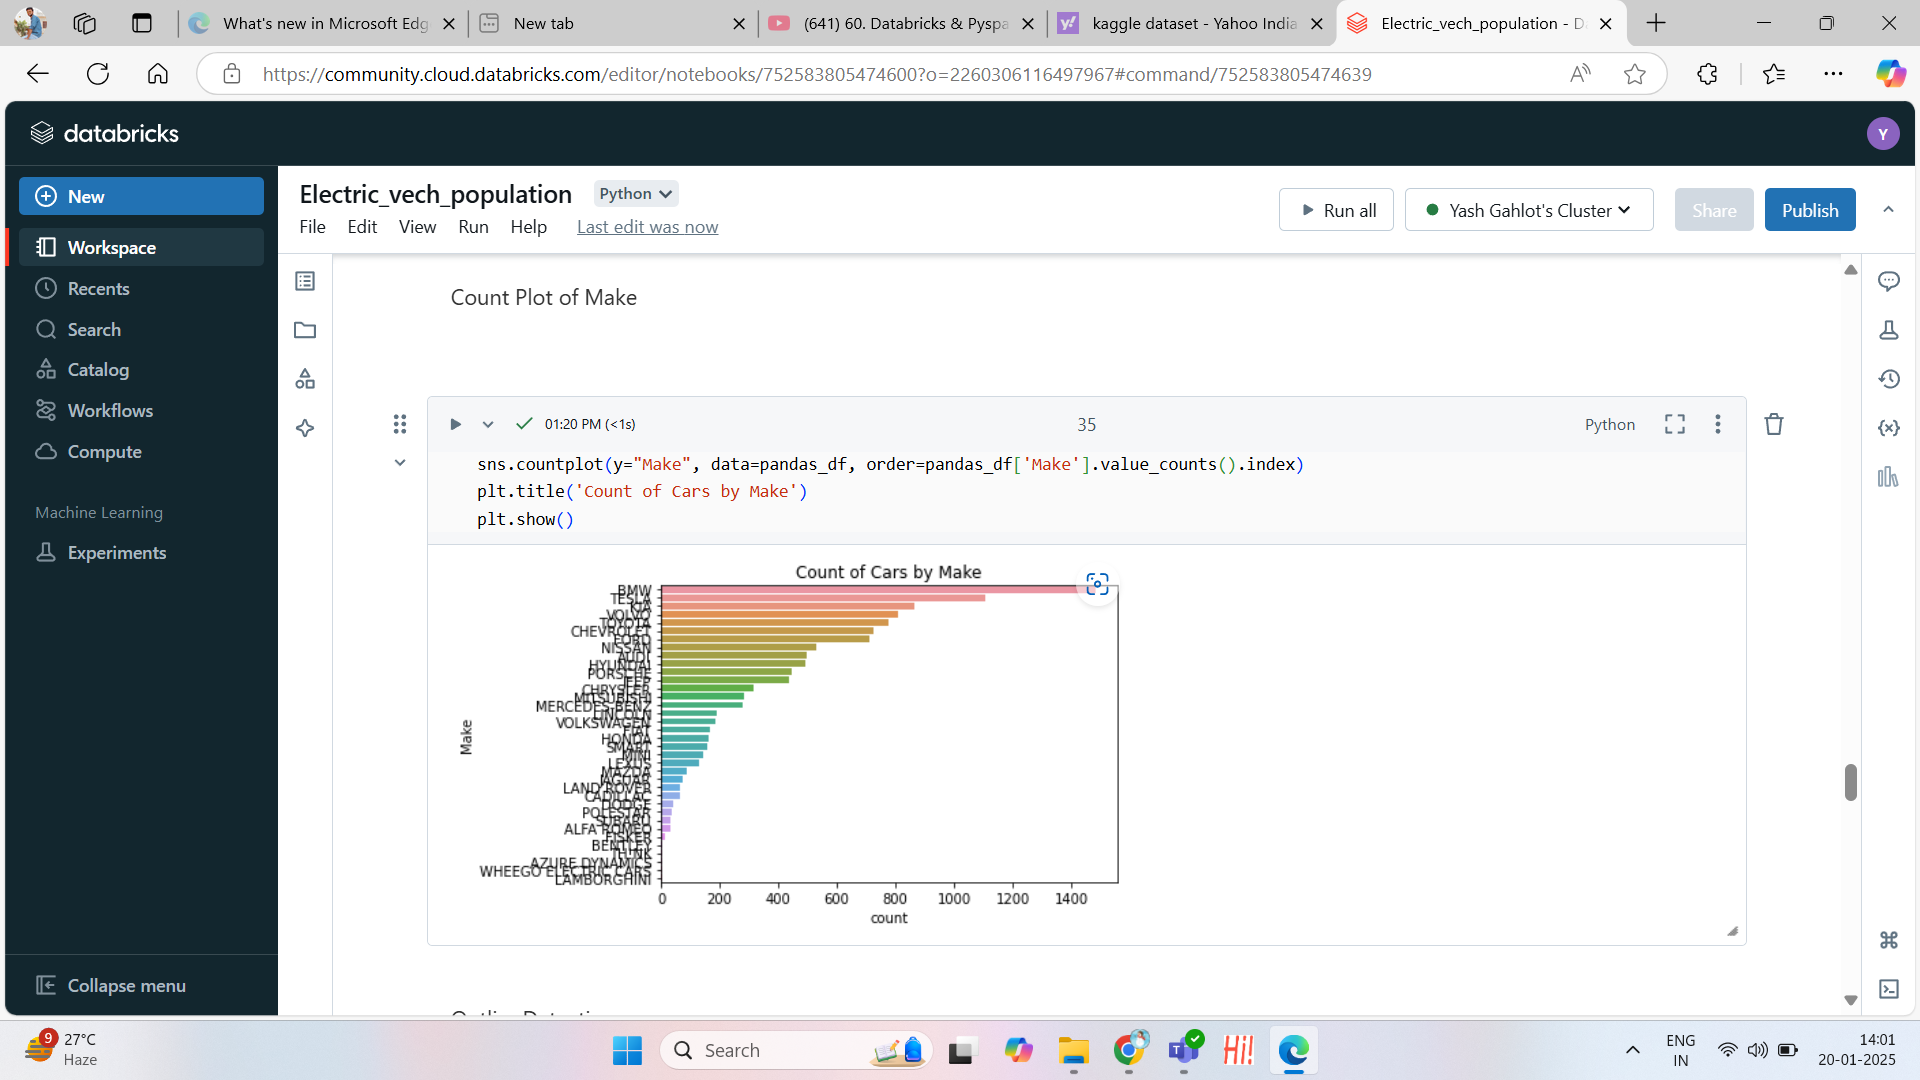 What's new in Microsoft Edg
New tab
(641) 60. Databricks & Pyspa
kaggle dataset - Yahoo India
Electric_vech_population - D
https://community.cloud.databricks.com/editor/notebooks/752583805474600?o=2260306116497967#command/752583805474639
databricks
Y
New
Workspace
Recents
Search
Catalog
Workflows
Compute
Machine Learning
Experiments
Collapse menu
Electric_vech_population
Python
File Edit View Run Help Last edit was now
Run all
Yash Gahlot's Cluster
Share
Publish
Count Plot of Make
01:20 PM (<1s)
35
Python
sns.countplot(y="Make", data=pandas_df, order=pandas_df['Make'].value_counts().index)
plt.title('Count of Cars by Make')
plt.show()
Count of Cars by Make
BMW
TESLA
KIA
VOLVO
TOYOTA
CHEVROLET
FORD
NISSAN
AUDI
HYUNDAI
PORSCHE
JEEP
CHRYSLER
MITSUBISHI
MERCEDES-BENZ
LINCOLN
VOLKSWAGEN
FIAT
HONDA
SMART
MINI
LEXUS
MAZDA
JAGUAR
LAND ROVER
CADILLAC
DODGE
POLESTAR
SUBARU
ALFA ROMEO
FISKER
BENTLEY
TH!NK
AZURE DYNAMICS
WHEEGO ELECTRIC CARS
LAMBORGHINI
Make
0 200 400 600 800 1000 1200 1400
count
9
27°C
Haze
Search
Hi!
ENG
IN
14:01
20-01-2025